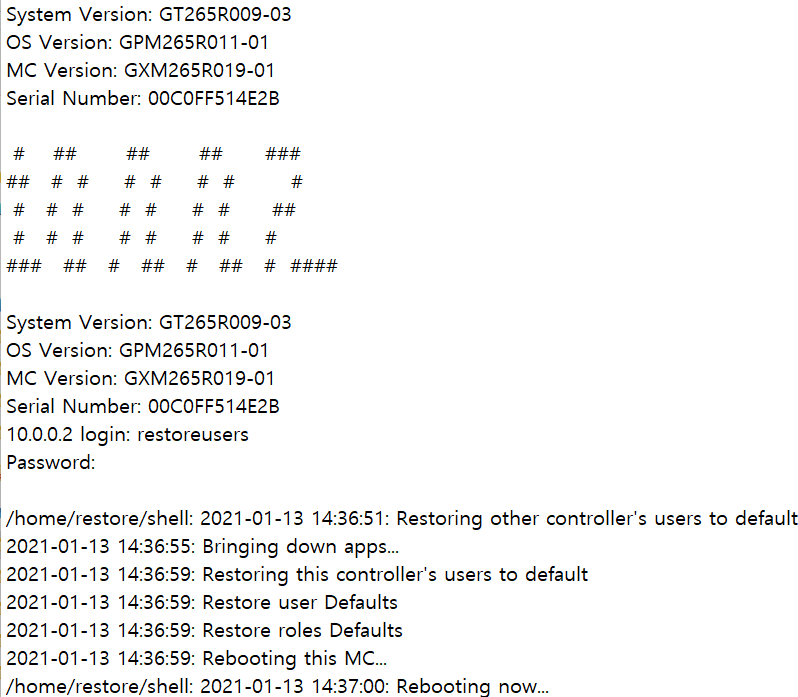 System Version: GT265R009-03
OS Version: GPM265R011-01
MC Version: GXM265R019-01
Serial Number: 00C0FF514E2B
 #   ##     ##     ##    ###
##  # #    # #    # #      #
 #  # #    # #    # #    ##
 #  # #    # #    # #   #
###  ##  #  ##  #  ##  # ####
System Version: GT265R009-03
OS Version: GPM265R011-01
MC Version: GXM265R019-01
Serial Number: 00C0FF514E2B
10.0.0.2 login: restoreusers
Password:
/home/restore/shell: 2021-01-13 14:36:51: Restoring other controller's users to default
2021-01-13 14:36:55: Bringing down apps...
2021-01-13 14:36:59: Restoring this controller's users to default
2021-01-13 14:36:59: Restore user Defaults
2021-01-13 14:36:59: Restore roles Defaults
2021-01-13 14:36:59: Rebooting this MC...
/home/restore/shell: 2021-01-13 14:37:00: Rebooting now...